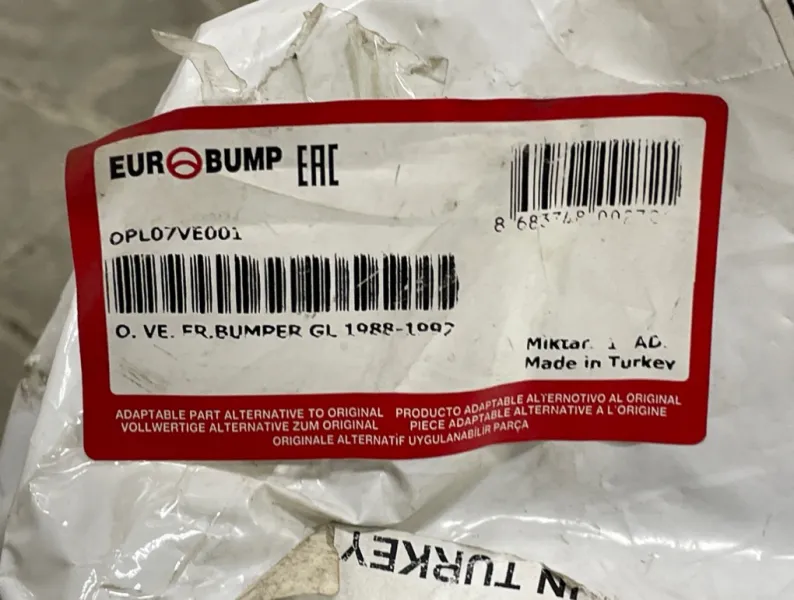 EUROBUMP EAC
OPL07VE001
O. VE. FR.BUMPER GL 1988-1997
Miktar. 1 AD.
Made in Turkey
ADAPTABLE PART ALTERNATIVE TO ORIGINAL
VOLLWERTIGE ALTERNATIVE ZUM ORIGINAL
PRODUCTO ADAPTABLE ALTERNOTIVO AL ORIGINAL
PIECE ADAPTABLE ALTERNATIVE A L'ORIGINE
ORIGINALE ALTERNATİF UYGULANABİLİR PARÇA
IN TURKEY